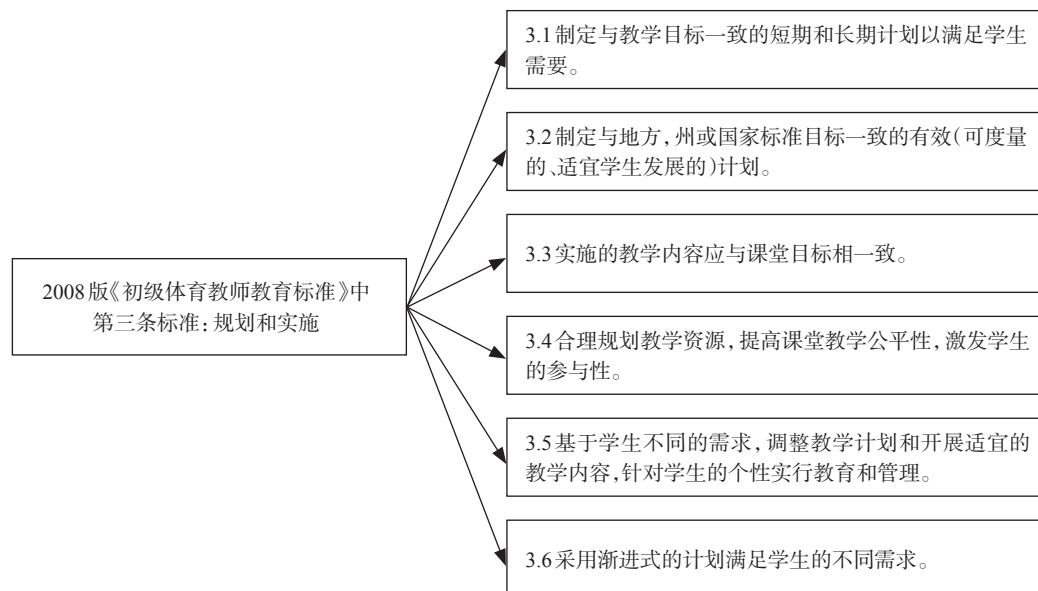 3.1制定与教学目标一致的短期和长期计划以满足学生
需要。
3.2制定与地方,州或国家标准目标一致的有效(可度量
的、适宜学生发展的)计划。
3.3实施的教学内容应与课堂目标相一致。
2008版《初级体育教师教育标准》中
第三条标准:规划和实施
3.4合理规划教学资源,提高课堂教学公平性,激发学生
的参与性。
3.5基于学生不同的需求,调整教学计划和开展适宜的
教学内容,针对学生的个性实行教育和管理。
3.6采用渐进式的计划满足学生的不同需求。